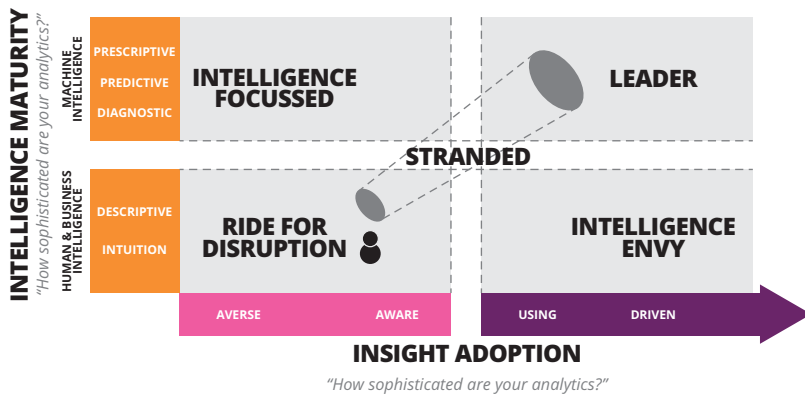 INTELLIGENCE MATURITY
“How sophisticated are your analytics?”
MACHINE
INTELLIGENCE
PRESCRIPTIVE
PREDICTIVE
DIAGNOSTIC
INTELLIGENCE
FOCUSSED
LEADER
STRANDED
HUMAN & BUSINESS
INTELLIGENCE
DESCRIPTIVE
INTUITION
RIDE FOR
DISRUPTION
INTELLIGENCE
ENVY
AVERSE
AWARE
USING
DRIVEN
INSIGHT ADOPTION
“How sophisticated are your analytics?”